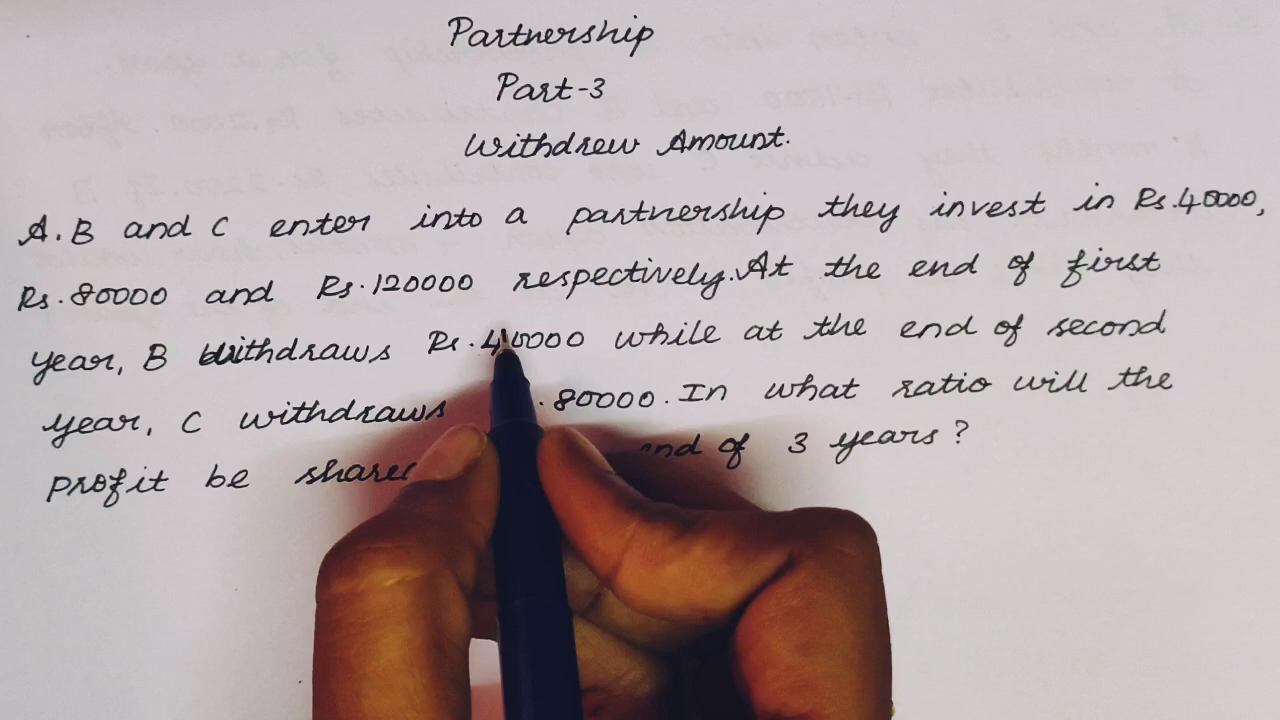 Partnership
Part-3
Withdrew Amount.
A.B and C enter into a partnership they invest in Rs.40000,
Rs.80000 and Rs.120000 respectively.At the end of first
year, B withdraws Rs.40000 while at the end of second
year, C withdraws .80000.In what ratio will the
profit be share end of 3 years?